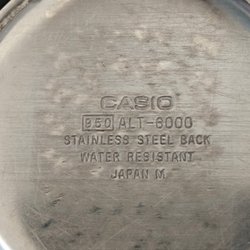 CASIO
950 ALT-6000
STAINLESS STEEL BACK
WATER RESISTANT
JAPAN M